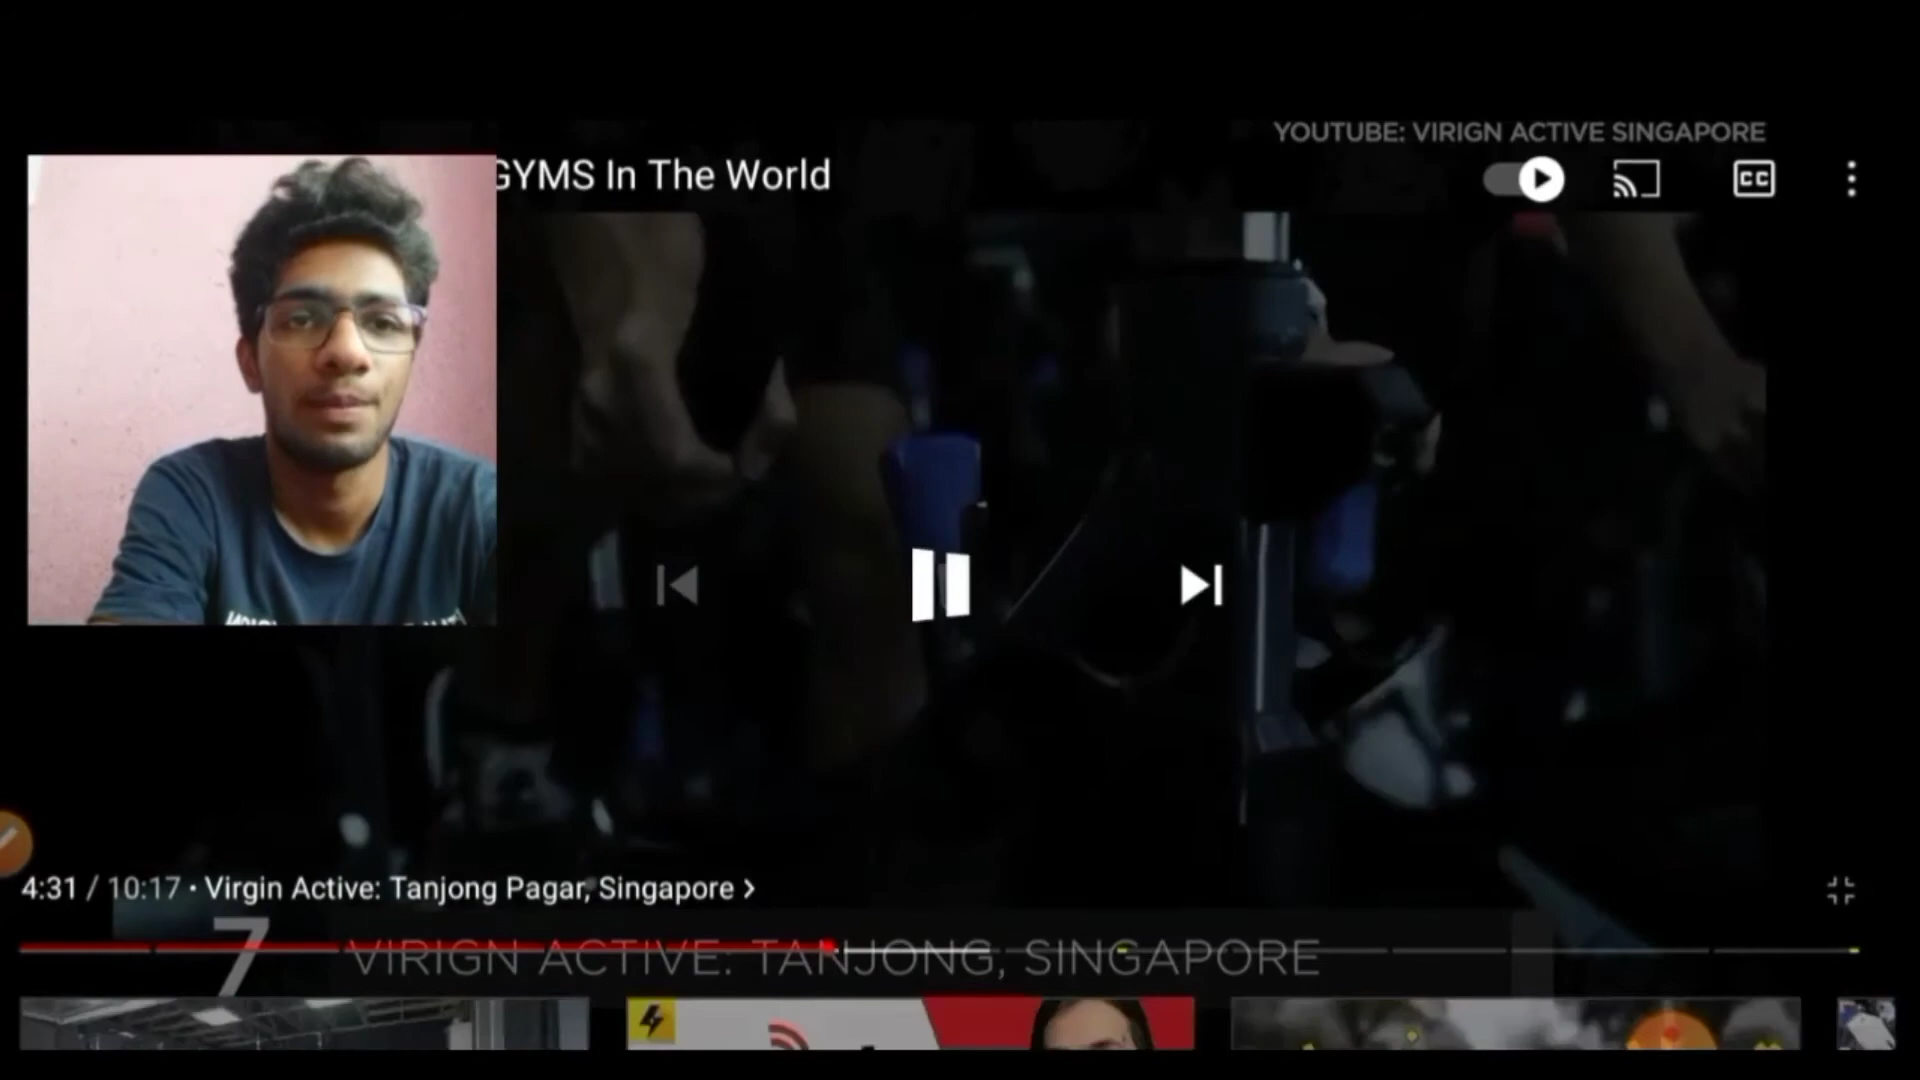 YOUTUBE: VIRIGN ACTIVE SINGAPORE
GYMS In The World
CC
4:31 / 10:17 • Virgin Active: Tanjong Pagar, Singapore >
7 VIRIGN ACTIVE: TANJONG, SINGAPORE